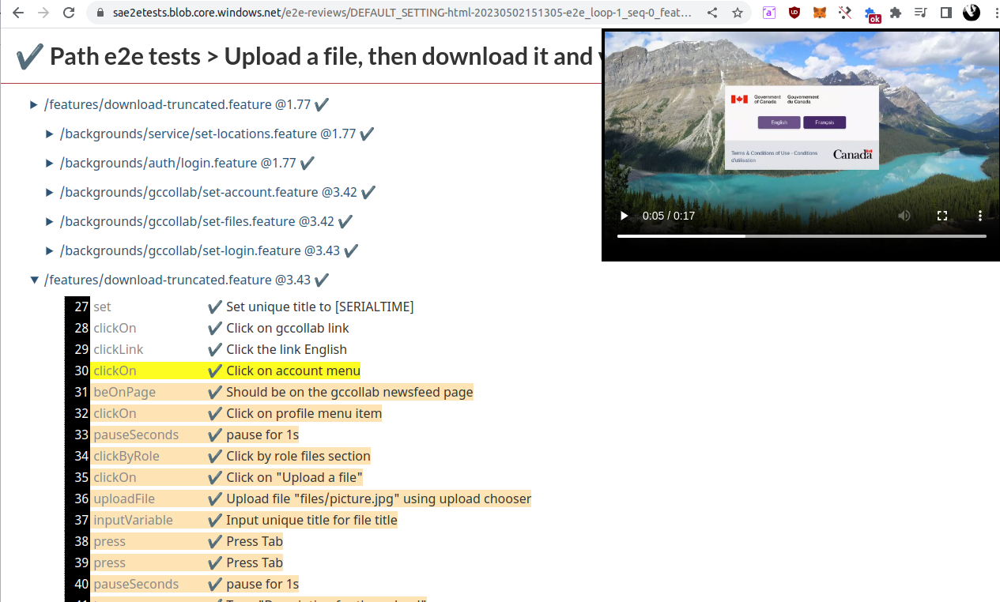 sae2etests.blob.core.windows.net/e2e-reviews/DEFAULT_SETTING-html-20230502151305-e2e_loop-1_seq-0_feat…
ok
✔ Path e2e tests > Upload a file, then download it and
Government of Canada
Gouvernement du Canada
English
Français
Terms & Conditions of Use - Conditions d'utilisation
Canada
0:05 / 0:17
/features/download-truncated.feature @1.77 ✔
/backgrounds/service/set-locations.feature @1.77 ✔
/backgrounds/auth/login.feature @1.77 ✔
/backgrounds/gccollab/set-account.feature @3.42 ✔
/backgrounds/gccollab/set-files.feature @3.42 ✔
/backgrounds/gccollab/set-login.feature @3.43 ✔
/features/download-truncated.feature @3.43 ✔
27 set ✔ Set unique title to [SERIALTIME]
28 clickOn ✔ Click on gccollab link
29 clickLink ✔ Click the link English
30 clickOn ✔ Click on account menu
31 beOnPage ✔ Should be on the gccollab newsfeed page
32 clickOn ✔ Click on profile menu item
33 pauseSeconds ✔ pause for 1s
34 clickByRole ✔ Click by role files section
35 clickOn ✔ Click on "Upload a file"
36 uploadFile ✔ Upload file "files/picture.jpg" using upload chooser
37 inputVariable ✔ Input unique title for file title
38 press ✔ Press Tab
39 press ✔ Press Tab
40 pauseSeconds ✔ pause for 1s